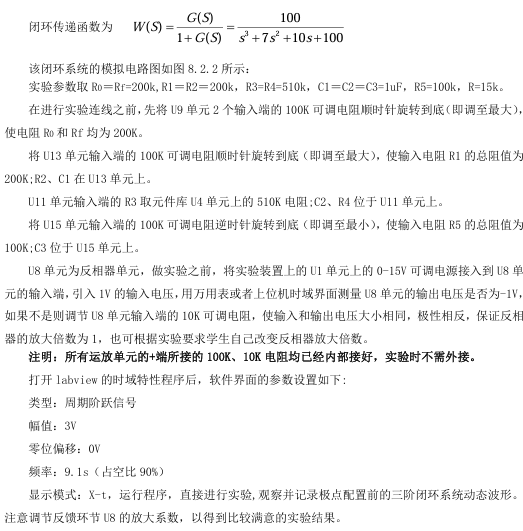 闭环传递函数为 W(S) = G(S) / 1+G(S) = 100 / s³+7s²+10s+100
该闭环系统的模拟电路图如图 8.2.2 所示:
实验参数取 Ro=Rf=200k,R1=R2=200k，R3=R4=510k，C1=C2=C3=1uF，R5=100k，R=15k。
在进行实验连线之前,先将 U9 单元 2 个输入端的 100K 可调电阻顺时针旋转到底(即调至最大),
使电阻 Ro 和 Rf 均为 200K。
将 U13 单元输入端的 100K 可调电阻顺时针旋转到底（即调至最大），使输入电阻 R1 的总阻值为
200K;R2、C1 在 U13 单元上。
U11 单元输入端的 R3 取元件库 U4 单元上的 510K 电阻;C2、R4 位于 U11 单元上。
将 U15 单元输入端的 100K 可调电阻逆时针旋转到底（即调至最小），使输入电阻 R5 的总阻值为
100K;C3 位于 U15 单元上。
U8 单元为反相器单元，做实验之前，将实验装置上的 U1 单元上的 0-15V 可调电源接入到 U8 单
元的输入端,引入 1V 的输入电压,用万用表或者上位机时域界面测量 U8 单元的输出电压是否为-1V,
如果不是则调节 U8 单元输入端的 10K 可调电阻,使输入和输出电压大小相同,极性相反,保证反相
器的放大倍数为 1，也可根据实验要求学生自己改变反相器放大倍数。
注明：所有运放单元的+端所接的 100K、10K 电阻均已经内部接好，实验时不需外接。
打开 labview 的时域特性程序后，软件界面的参数设置如下:
类型：周期阶跃信号
幅值：3V
零位偏移：0V
频率：9.1s（占空比 90%）
显示模式：X-t，运行程序，直接进行实验,观察并记录极点配置前的三阶闭环系统动态波形。
注意调节反馈环节 U8 的放大系数，以得到比较满意的实验结果。